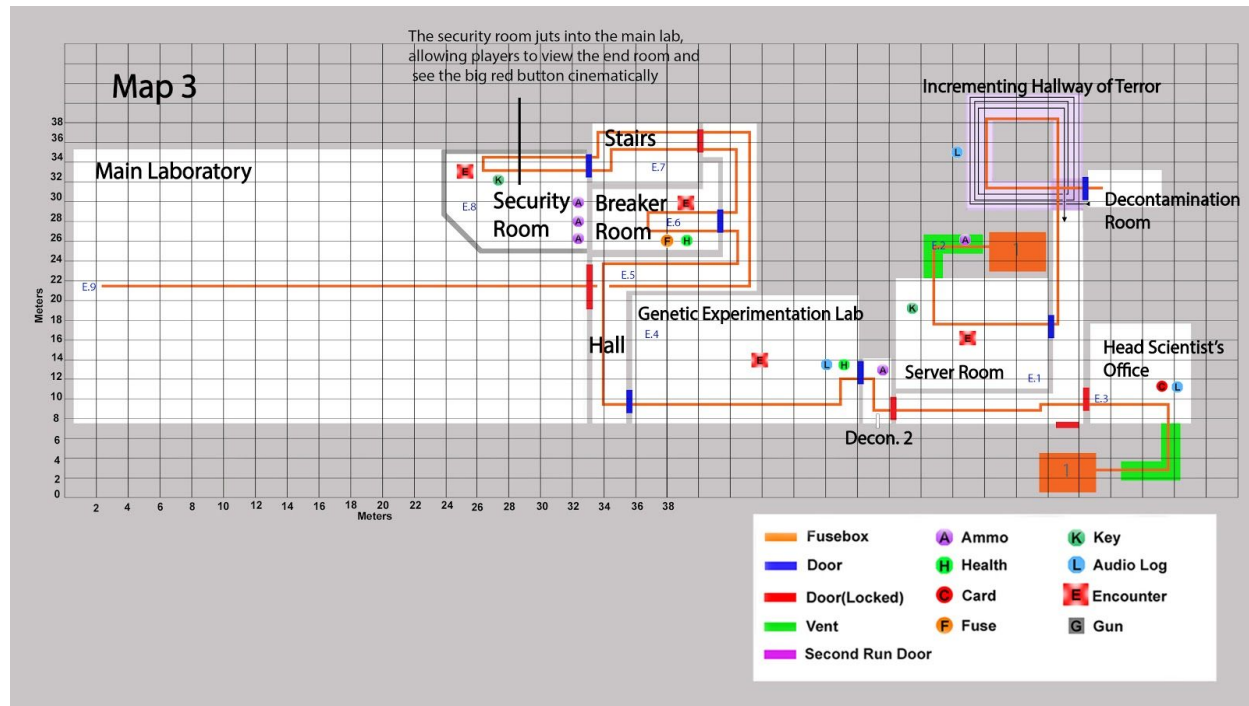 The security room juts into the main lab,
allowing players to view the end room and
see the big red button cinematically
Map 3
Incrementing Hallway of Terror
38
36
34
32
30
28
26
24
22
20
18
16
14
12
10
8
6
4
2
0
Meters
Main Laboratory
Stairs
E.7
L
E
K
E.8
Security
Room
A
A
A
Breaker
Room
E
E.6
F
H
Decontamination
Room
E.2
A
1
E.9
E.5
K
Genetic Experimentation Lab
E.4
Hall
E
L
H
A
E
Server Room
E.1
Head Scientist's
Office
E.3
C
L
Decon. 2
1
2
4
6
8
10
12
14
16
18
20
22
24
26
28
30
32
34
36
38
Meters
Fusebox
Door
Door(Locked)
Vent
Second Run Door
A Ammo
H Health
C Card
F Fuse
K Key
L Audio Log
E Encounter
G Gun